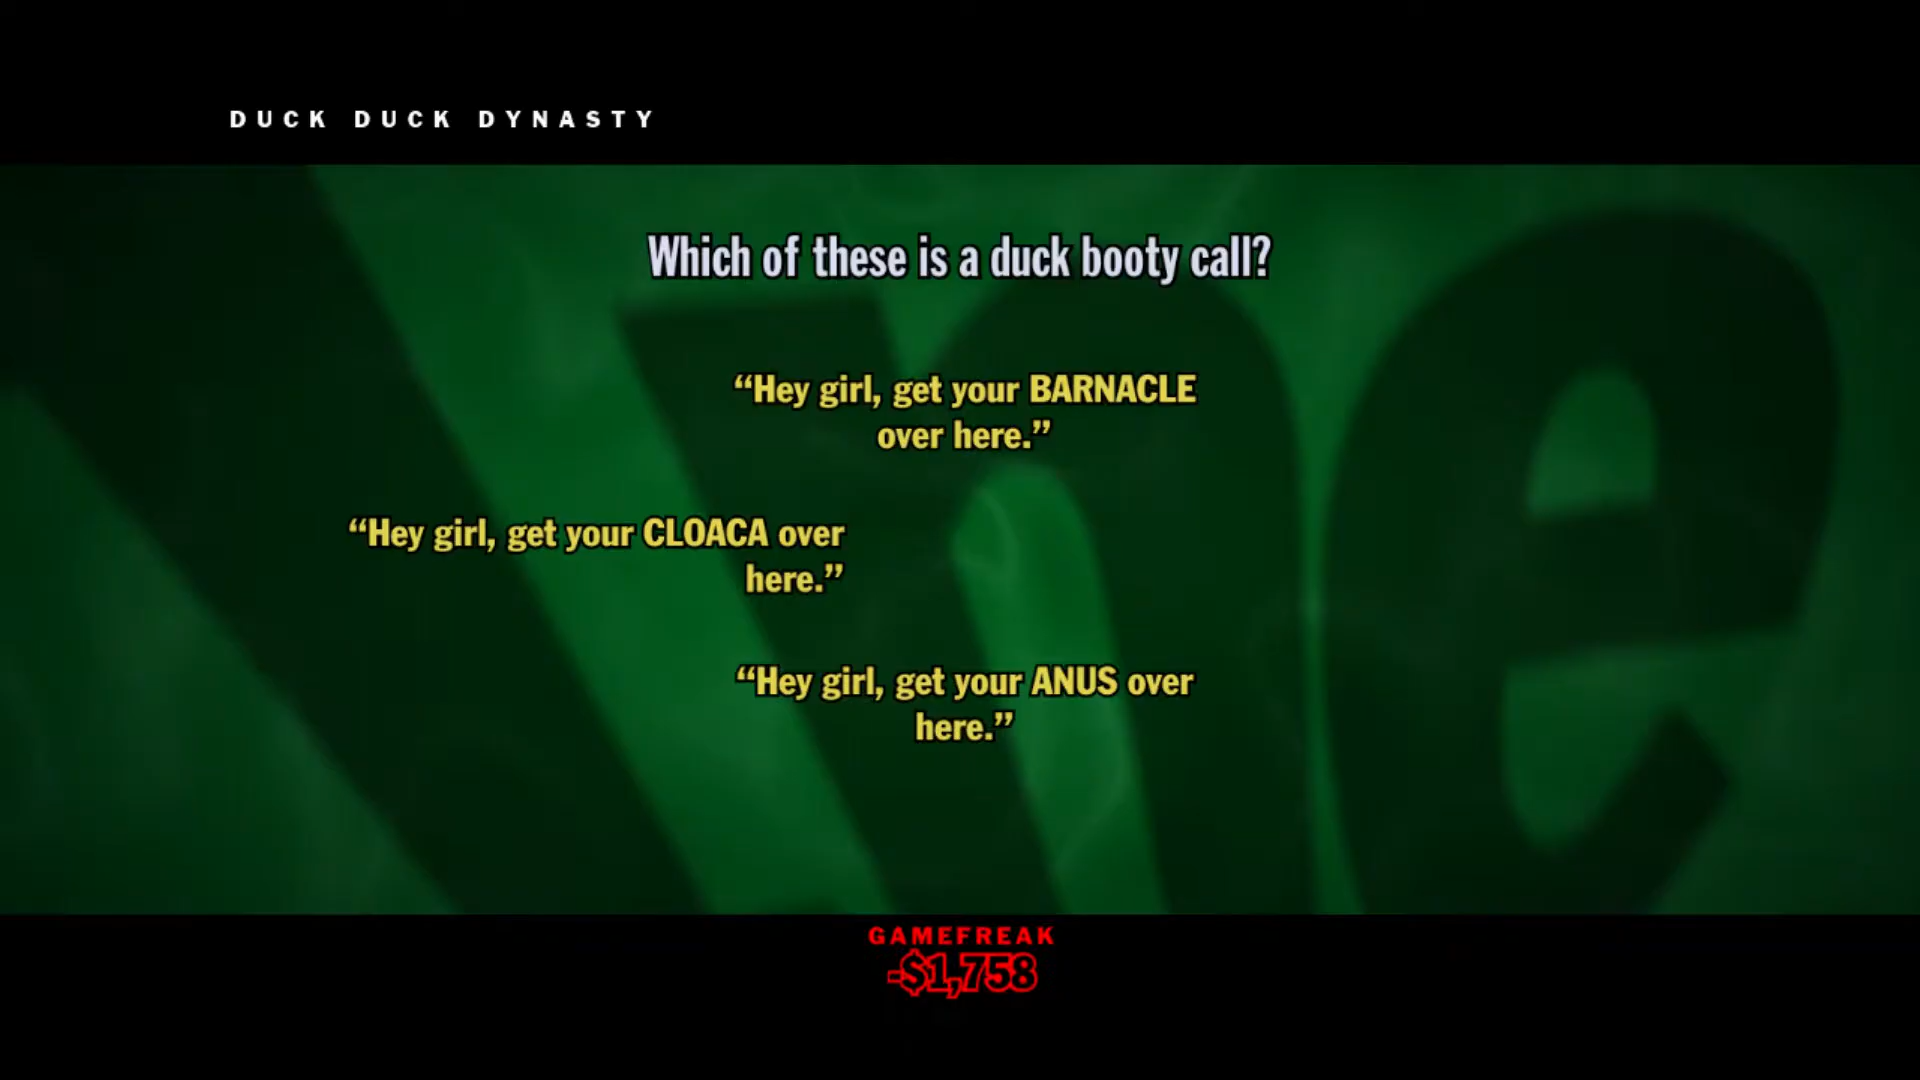 DUCK DUCK DYNASTY
Which of these is a duck booty call?
“Hey girl, get your BARNACLE
over here.”
“Hey girl, get your CLOACA over
here.”
“Hey girl, get your ANUS over
here.”
GAMEFREAK
-$1,758